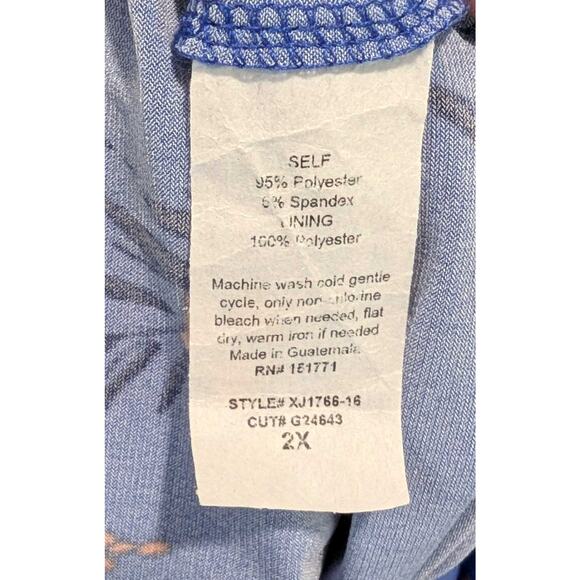 SELF
95% Polyester
5% Spandex
LINING
100% Polyester
Machine wash cold gentle
cycle, only non-chlorine
bleach when needed, flat
dry, warm iron if needed
Made in Guatemala
RN# 151771
STYLE# XJ1766-16
CUT# G24643
2X